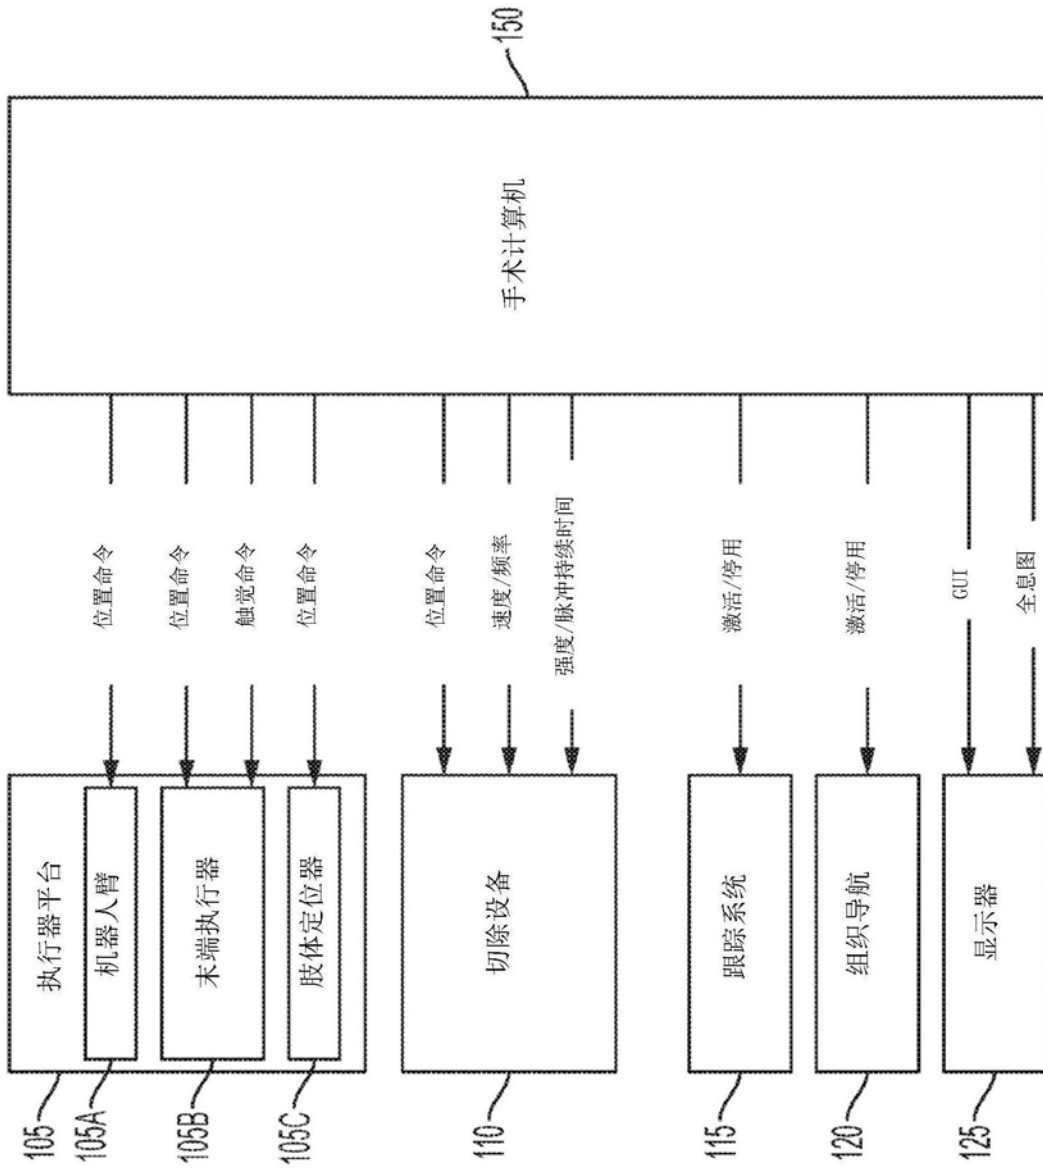 150
手术计算机
位置命令
位置命令
触觉命令
位置命令
位置命令
速度/频率
强度/脉冲持续时间
激活/停用
激活/停用
GUI
全息图
执行器平台
机器人臂
末端执行器
肢体定位器
切除设备
跟踪系统
组织导航
显示器
105
105A
105B
105C
110
115
120
125